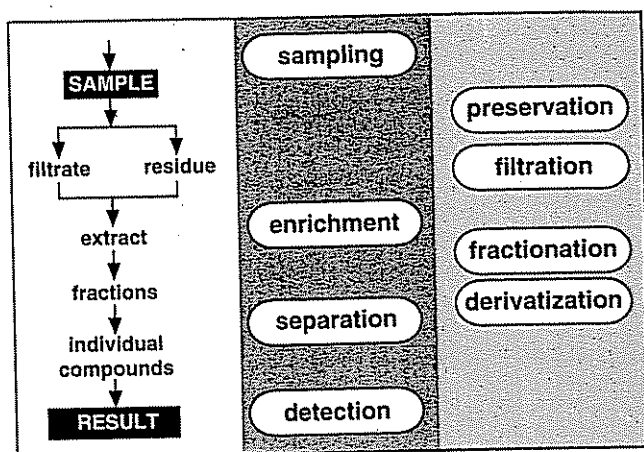 SAMPLE
filtrate
residue
extract
fractions
individual
compounds
RESULT
sampling
enrichment
separation
detection
preservation
filtration
fractionation
derivatization